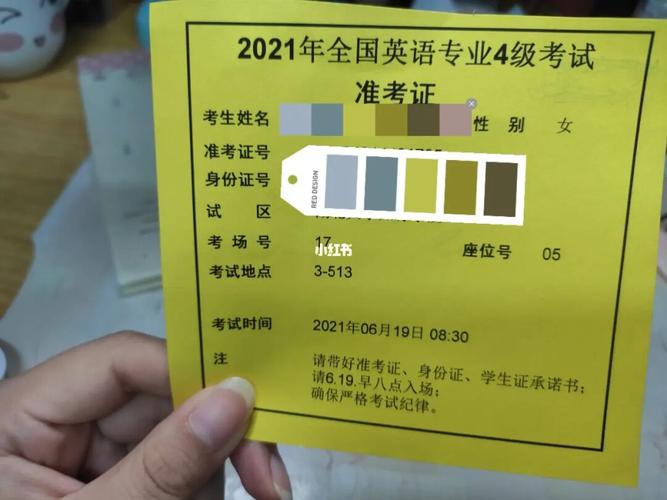 2021年全国英语专业4级考试
准考证
考生姓名 性 别 女
准考证号
身份证号
RED DESIGN
试 区
考 场 号 17 座位号 05
小红书
考试地点 3-513
考试时间 2021年06月19日 08:30
注 请带好准考证、身份证、学生证承诺书;
请6.19.早八点入场;
确保严格考试纪律。